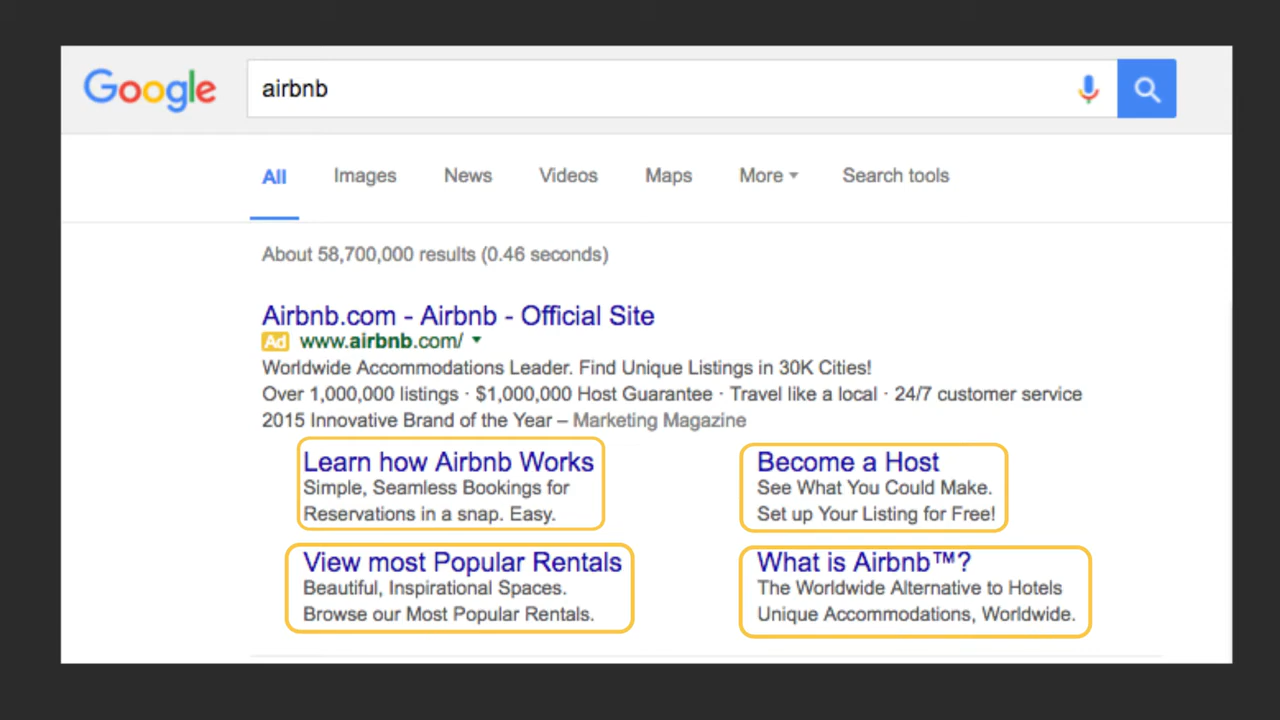 Google
airbnb
All Images News Videos Maps More Search tools
About 58,700,000 results (0.46 seconds)
Airbnb.com - Airbnb - Official Site
Ad www.airbnb.com/
Worldwide Accommodations Leader. Find Unique Listings in 30K Cities!
Over 1,000,000 listings · $1,000,000 Host Guarantee · Travel like a local · 24/7 customer service
2015 Innovative Brand of the Year – Marketing Magazine
Learn how Airbnb Works
Simple, Seamless Bookings for
Reservations in a snap. Easy.
Become a Host
See What You Could Make.
Set up Your Listing for Free!
View most Popular Rentals
Beautiful, Inspirational Spaces.
Browse our Most Popular Rentals.
What is Airbnb™?
The Worldwide Alternative to Hotels
Unique Accommodations, Worldwide.